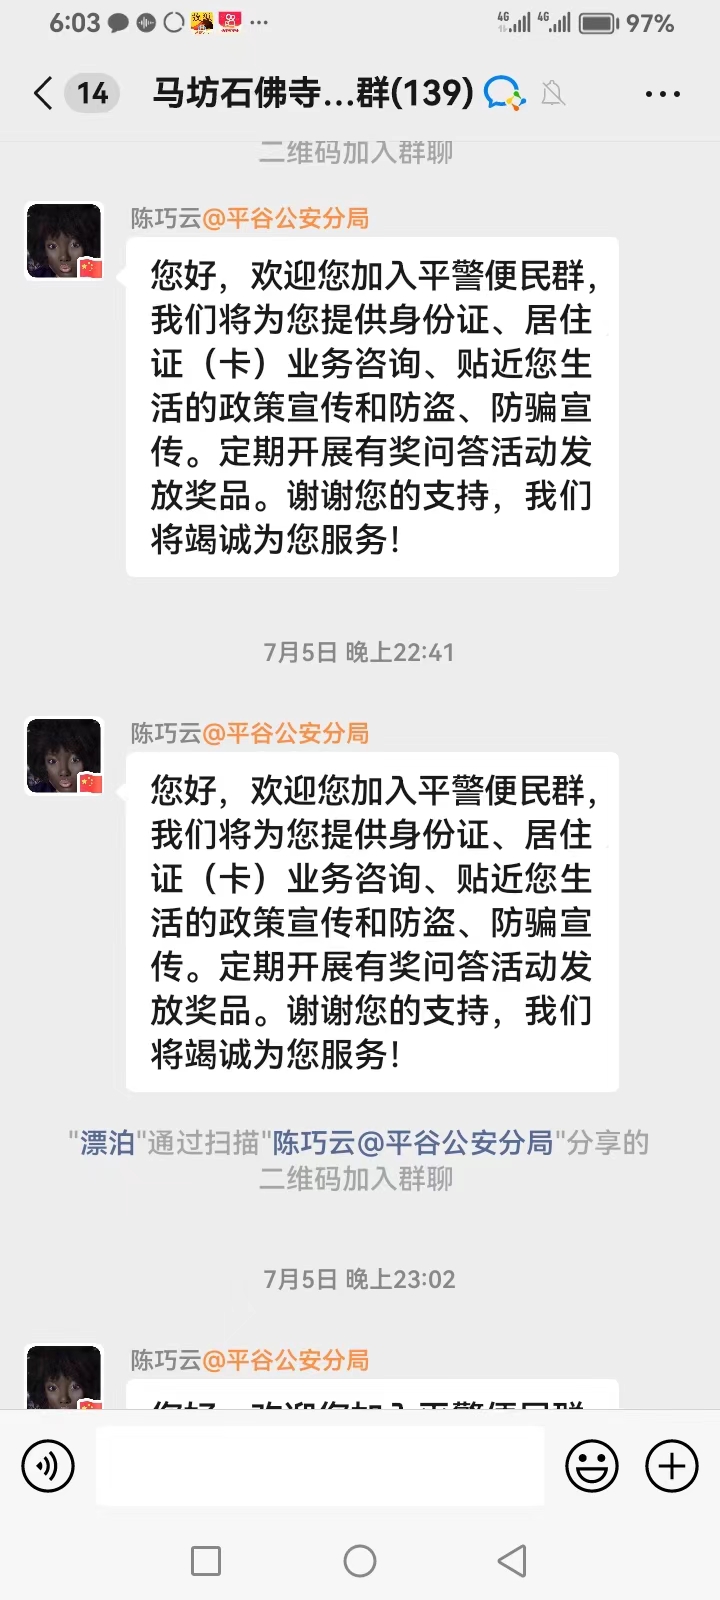 6:03
4G 4G 97%
14 马坊石佛寺...群(139)
二维码加入群聊
陈巧云@平谷公安分局
您好，欢迎您加入平警便民群，
我们将为您提供身份证、居住
证（卡）业务咨询、贴近您生
活的政策宣传和防盗、防骗宣
传。定期开展有奖问答活动发
放奖品。谢谢您的支持，我们
将竭诚为您服务！
7月5日 晚上22:41
陈巧云@平谷公安分局
您好，欢迎您加入平警便民群，
我们将为您提供身份证、居住
证（卡）业务咨询、贴近您生
活的政策宣传和防盗、防骗宣
传。定期开展有奖问答活动发
放奖品。谢谢您的支持，我们
将竭诚为您服务！
"漂泊"通过扫描"陈巧云@平谷公安分局"分享的
二维码加入群聊
7月5日 晚上23:02
陈巧云@平谷公安分局
您好，欢迎您加入平警便民群